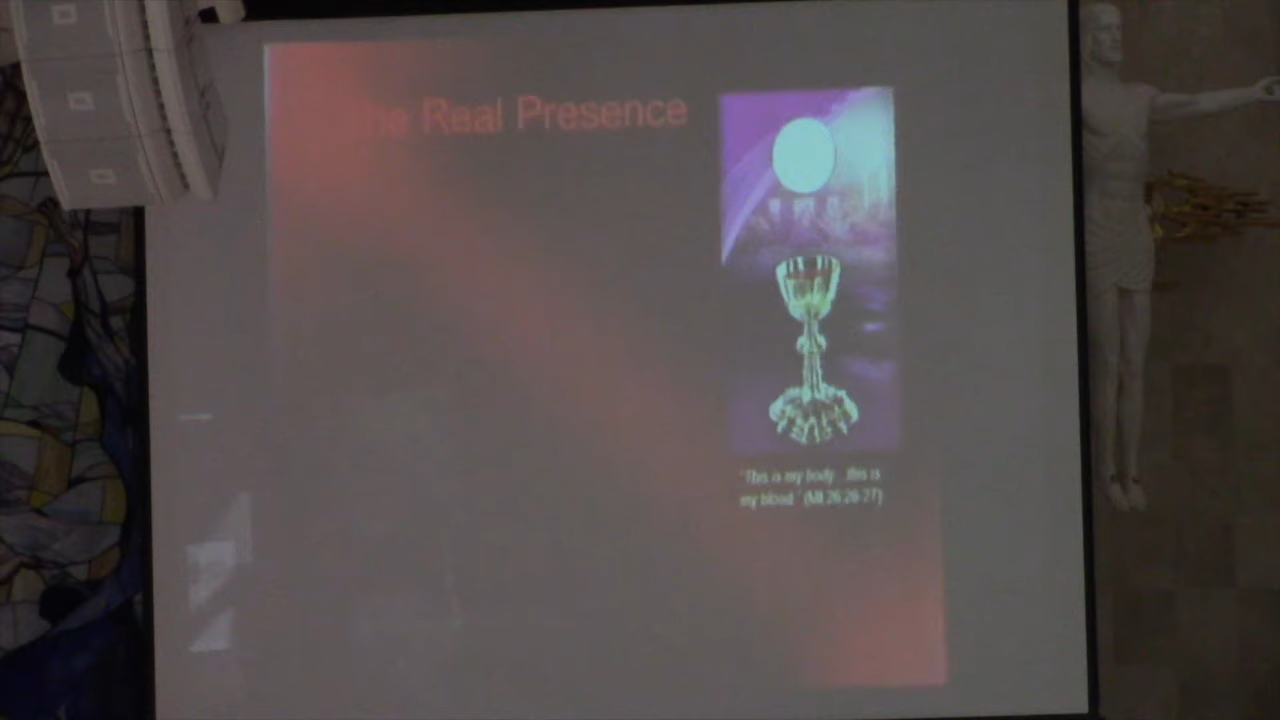 The Real Presence
"This is my body...this is
my blood." (Mt 26:26-27)